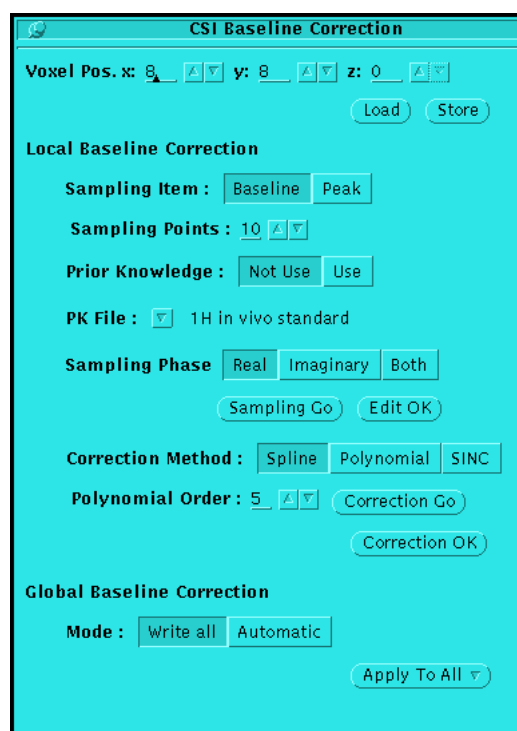 CSI Baseline Correction
Voxel Pos. x: 8 y: 8 z: 0
Load Store
Local Baseline Correction
Sampling Item : Baseline Peak
Sampling Points : 10
Prior Knowledge : Not Use Use
PK File : 1H in vivo standard
Sampling Phase Real Imaginary Both
Sampling Go Edit OK
Correction Method : Spline Polynomial SINC
Polynomial Order : 5 Correction Go
Correction OK
Global Baseline Correction
Mode : Write all Automatic
Apply To All